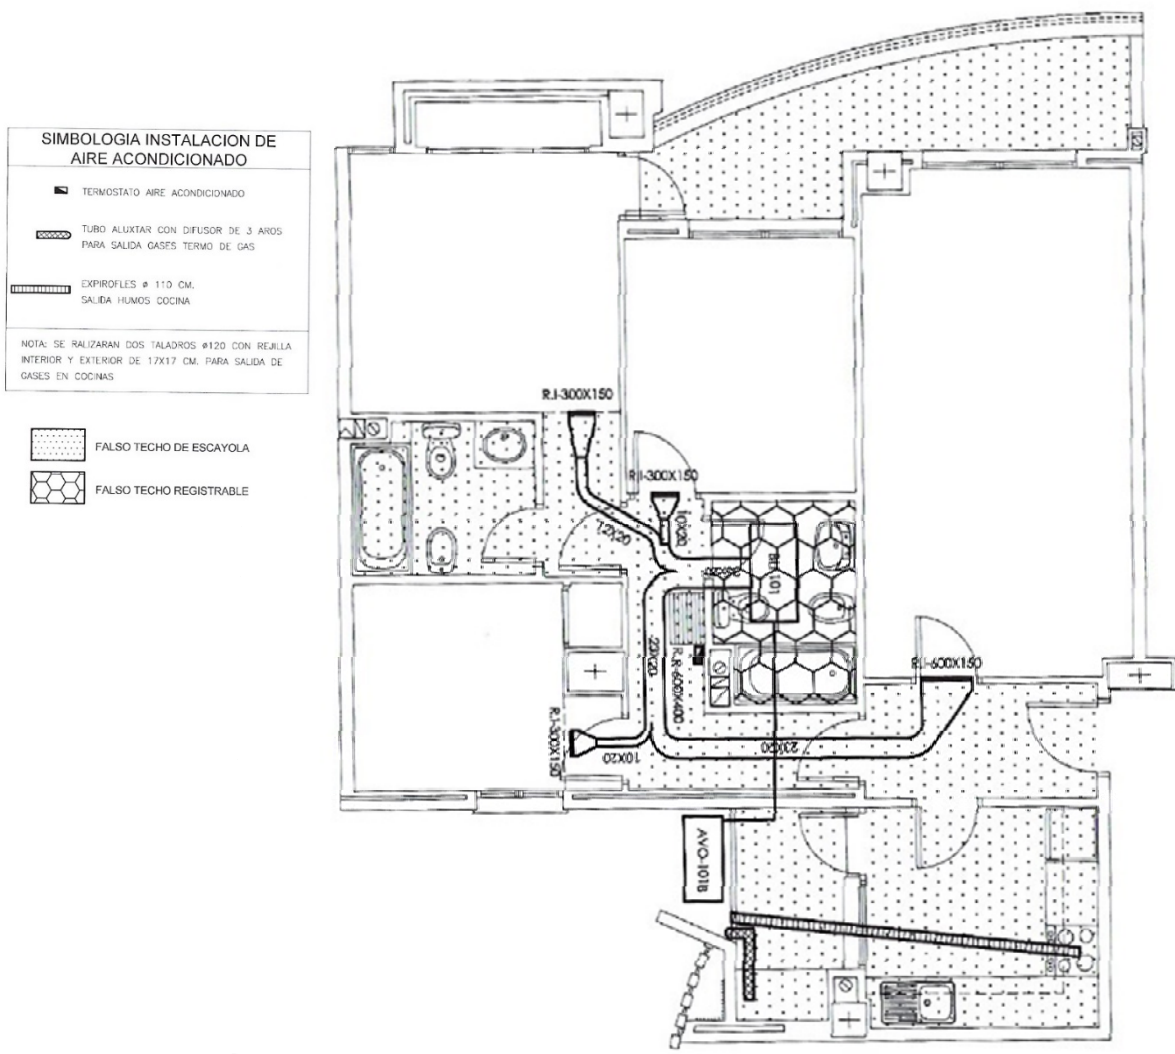 SIMBOLOGIA INSTALACION DE
AIRE ACONDICIONADO
TERMOSTATO AIRE ACONDICIONADO
TUBO ALUXTAR CON DIFUSOR DE 3 AROS
PARA SALIDA GASES TERMO DE GAS
EXPIROFLES ø 110 CM.
SALIDA HUMOS COCINA
NOTA: SE RALIZARAN DOS TALADROS ø120 CON REJILLA
INTERIOR Y EXTERIOR DE 17X17 CM. PARA SALIDA DE
GASES EN COCINAS
FALSO TECHO DE ESCAYOLA
FALSO TECHO REGISTRABLE
R.I-300X150
R.I-300X150
12X20
10X20
23X20
R.R-600X400
R.I-600X150
R.I-300X150
10X20
23X20
AVO-101B